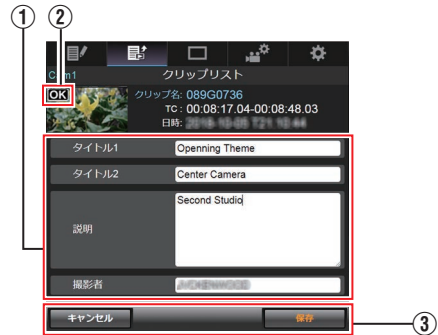 ① ②
Cam1 クリップリスト
OK
クリップ名: 089G0736
TC : 00:08:17.04-00:08:48.03
日時:
タイトル1 Openning Theme
タイトル2 Center Camera
説明 Second Studio
撮影者
キャンセル 保存
③